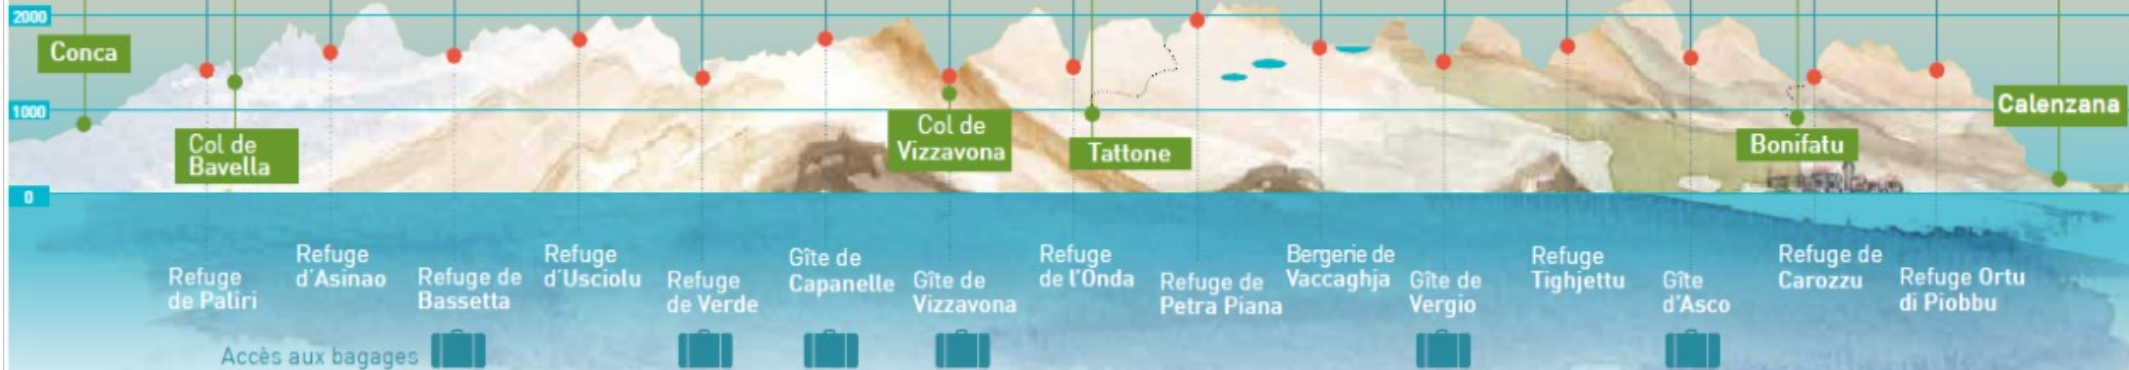 2000
Conca
1000
Col de
Bavella
Col de
Vizzavona
Tattone
Bonifatu
Calenzana
0
Refuge
de Paliri
Refuge
d'Asinao
Refuge de
Bassetta
Refuge
d'Usciolu
Refuge
de Verde
Gîte de
Capanelle
Gîte de
Vizzavona
Refuge
de l'Onda
Refuge de
Petra Piana
Bergerie de
Vaccaghja
Gîte de
Vergio
Refuge
Tighjettu
Gîte
d'Asco
Refuge de
Carozzu
Refuge Ortu
di Piobbu
Accès aux bagages